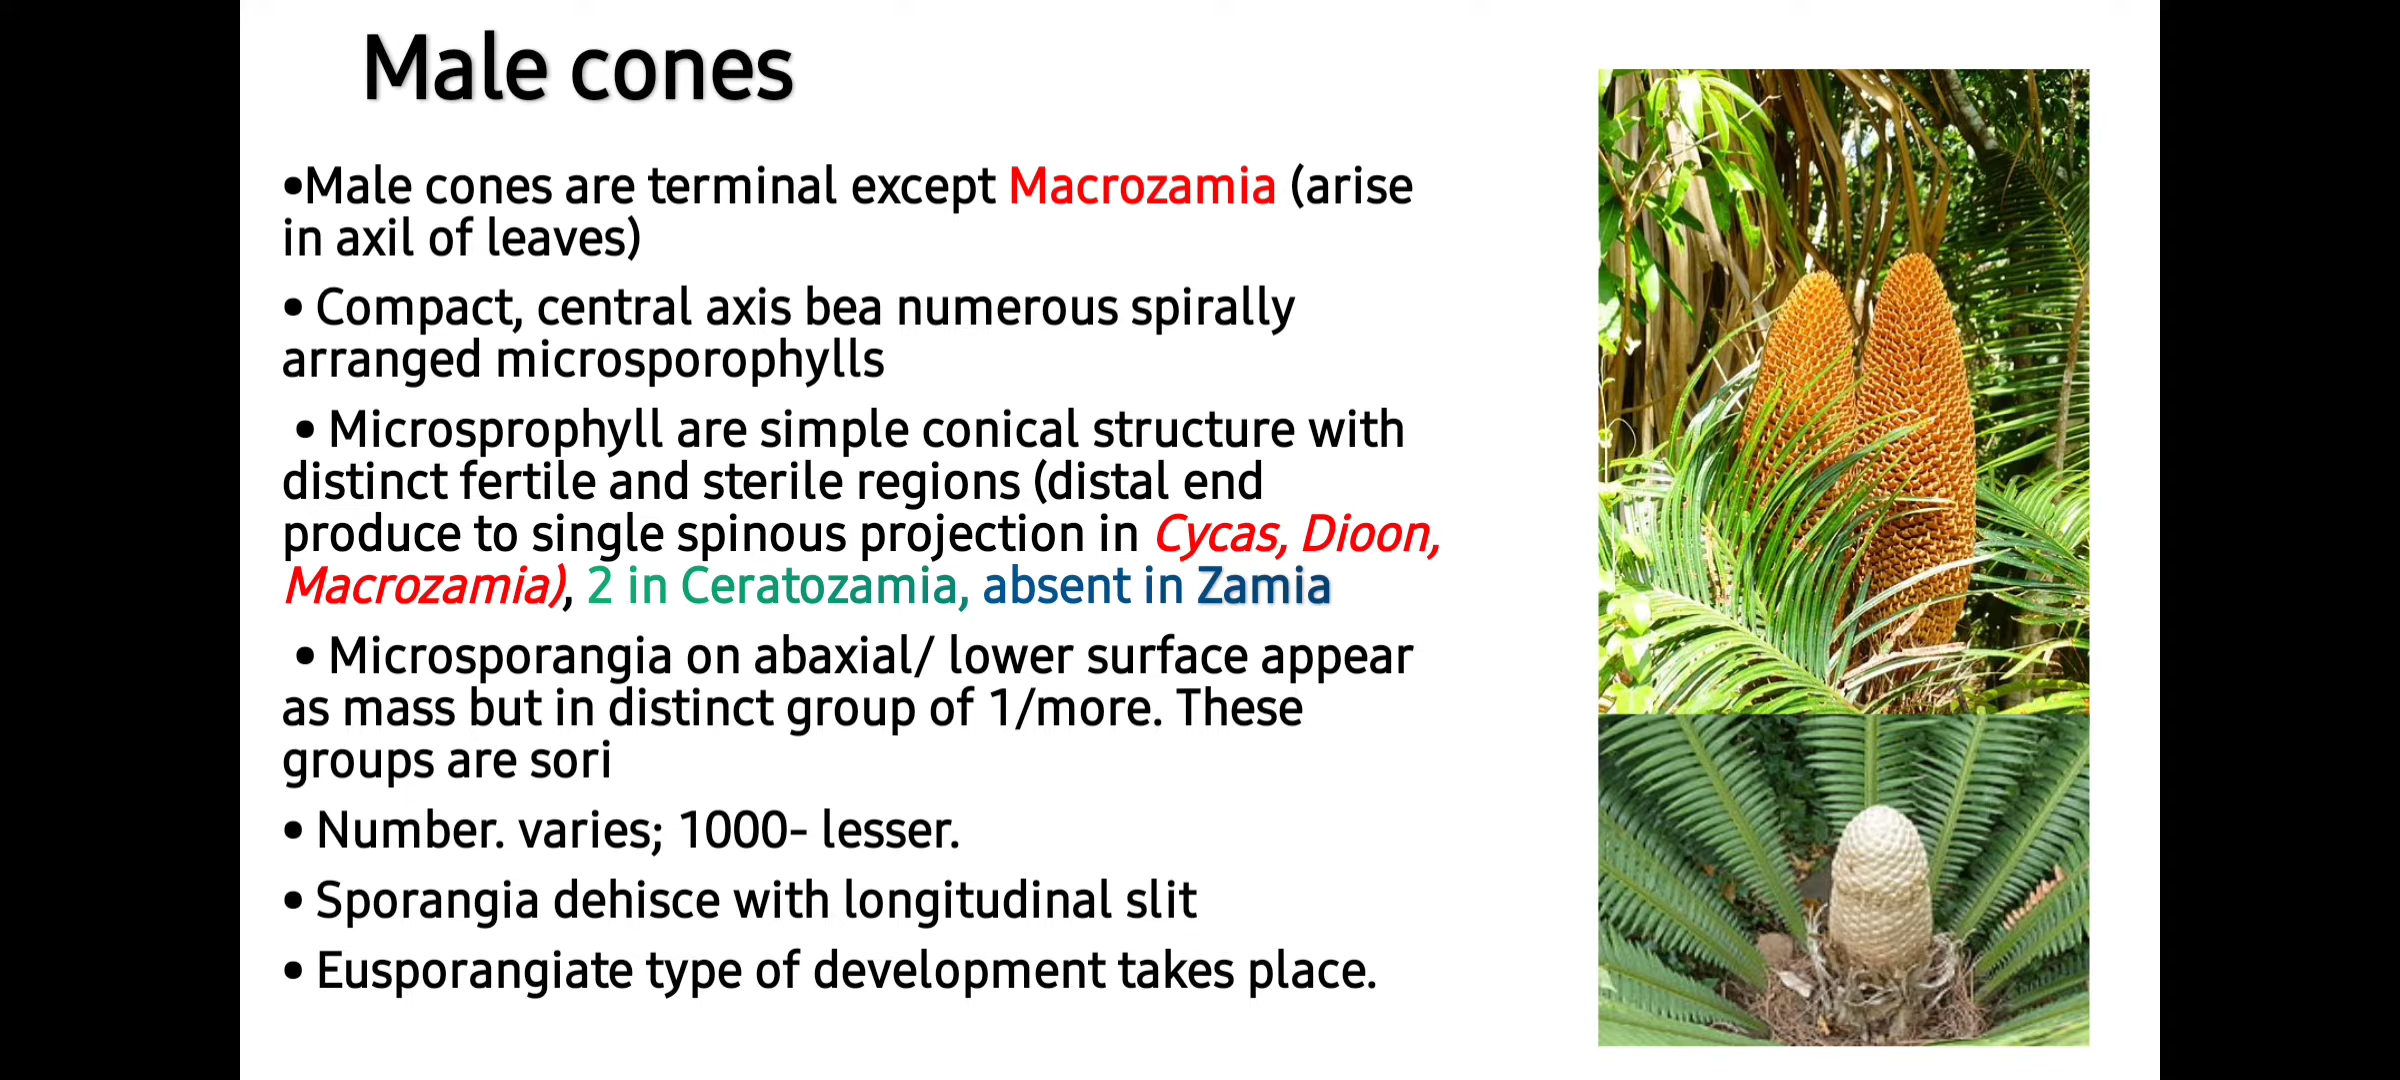 Male cones
•Male cones are terminal except Macrozamia (arise
in axil of leaves)
• Compact, central axis bea numerous spirally
arranged microsporophylls
• Microsprophyll are simple conical structure with
distinct fertile and sterile regions (distal end
produce to single spinous projection in Cycas, Dioon,
Macrozamia), 2 in Ceratozamia, absent in Zamia
• Microsporangia on abaxial/ lower surface appear
as mass but in distinct group of 1/more. These
groups are sori
• Number. varies; 1000- lesser.
• Sporangia dehisce with longitudinal slit
• Eusporangiate type of development takes place.